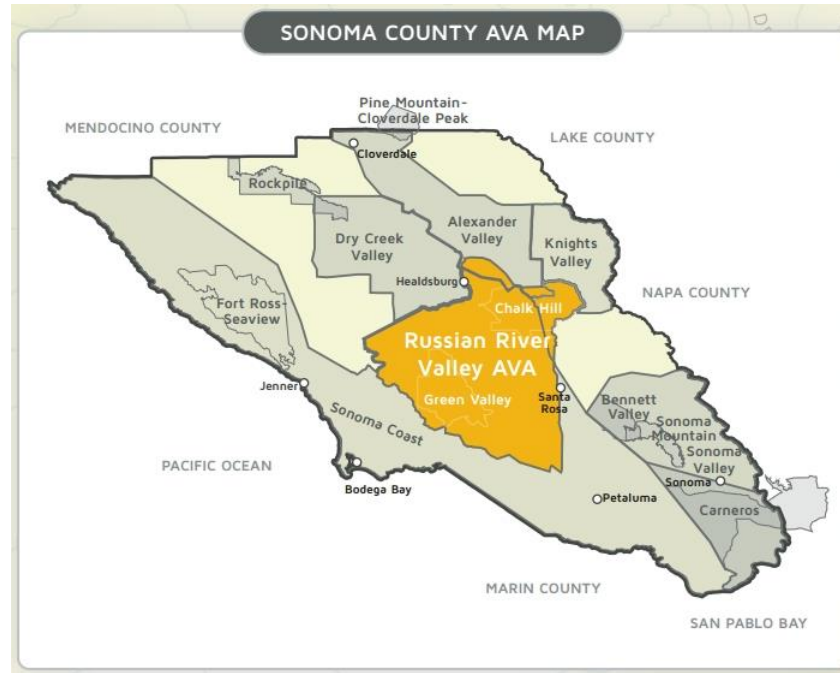 SONOMA COUNTY AVA MAP
Pine Mountain-
Cloverdale Peak
MENDOCINO COUNTY
LAKE COUNTY
Cloverdale
Rockpile
Alexander
Valley
Dry Creek
Valley
Knights
Valley
Healdsburg
NAPA COUNTY
Fort Ross-
Seaview
Chalk Hill
Russian River
Valley AVA
Jenner
Green Valley
Santa
Rosa
Bennett
Valley
Sonoma
Mountain
Sonoma
Valley
Sonoma Coast
PACIFIC OCEAN
Bodega Bay
Sonoma
Petaluma
Carneros
MARIN COUNTY
SAN PABLO BAY